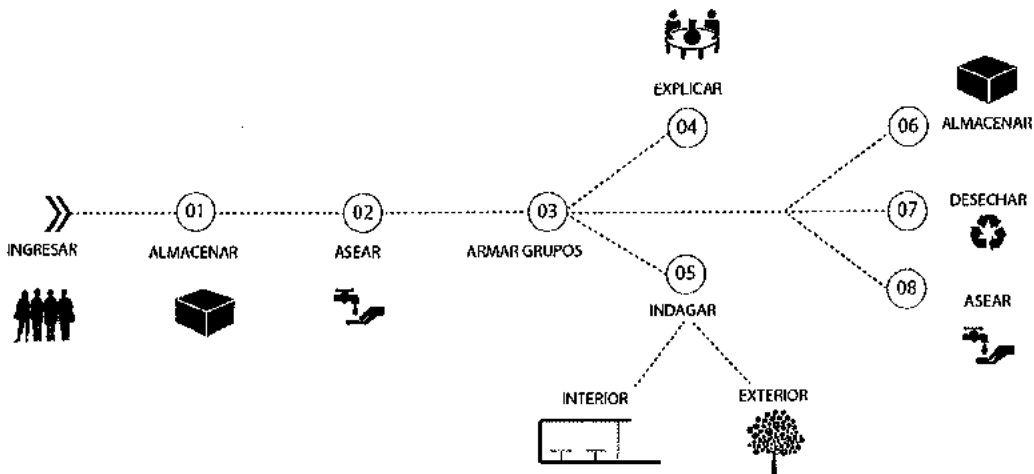 EXPLICAR
04
06
ALMACENAR
INGRESAR
01
ALMACENAR
02
ASEAR
03
ARMAR GRUPOS
07
DESECHAR
05
INDAGAR
08
ASEAR
INTERIOR
EXTERIOR